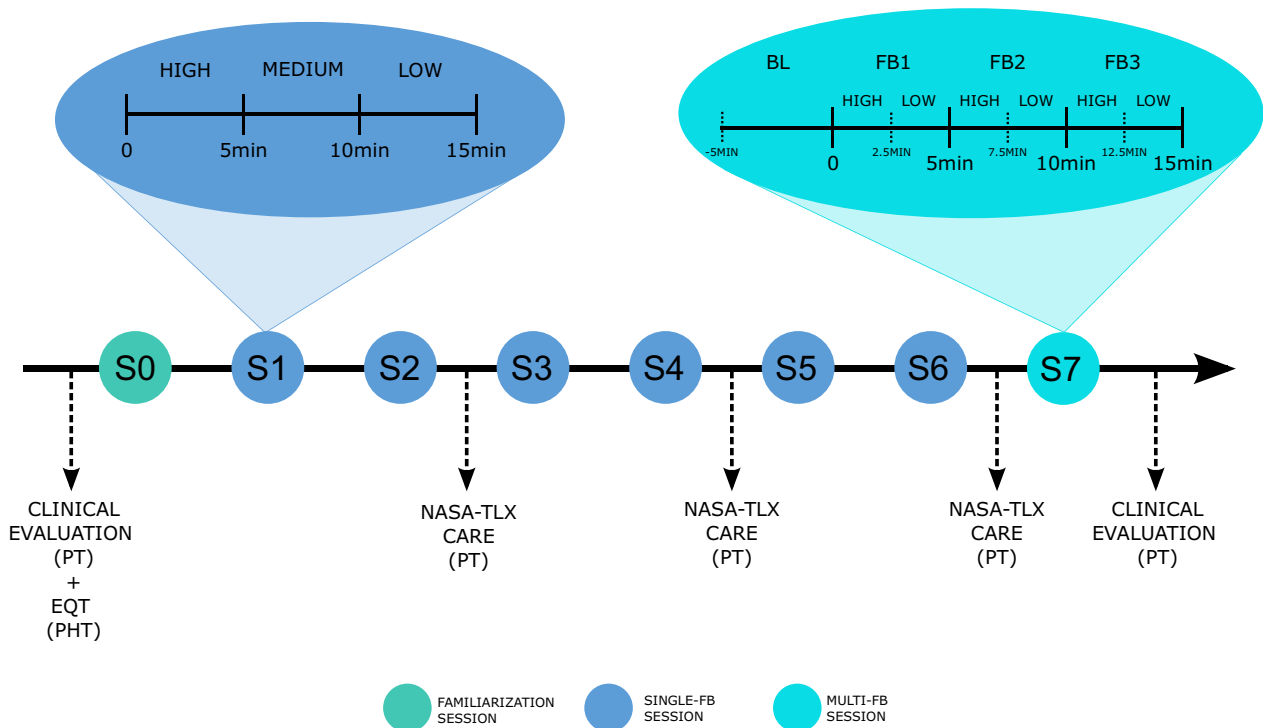 HIGH MEDIUM LOW
0 5min 10min 15min
BL FB1 FB2 FB3
HIGH LOW HIGH LOW HIGH LOW
-5MIN 2.5MIN 7.5MIN 12.5MIN
0 5min 10min 15min
S0 S1 S2 S3 S4 S5 S6 S7
CLINICAL
EVALUATION
(PT)
+
EQT
(PHT)
NASA-TLX
CARE
(PT)
NASA-TLX
CARE
(PT)
NASA-TLX
CARE
(PT)
CLINICAL
EVALUATION
(PT)
FAMILIARIZATION
SESSION
SINGLE-FB
SESSION
MULTI-FB
SESSION